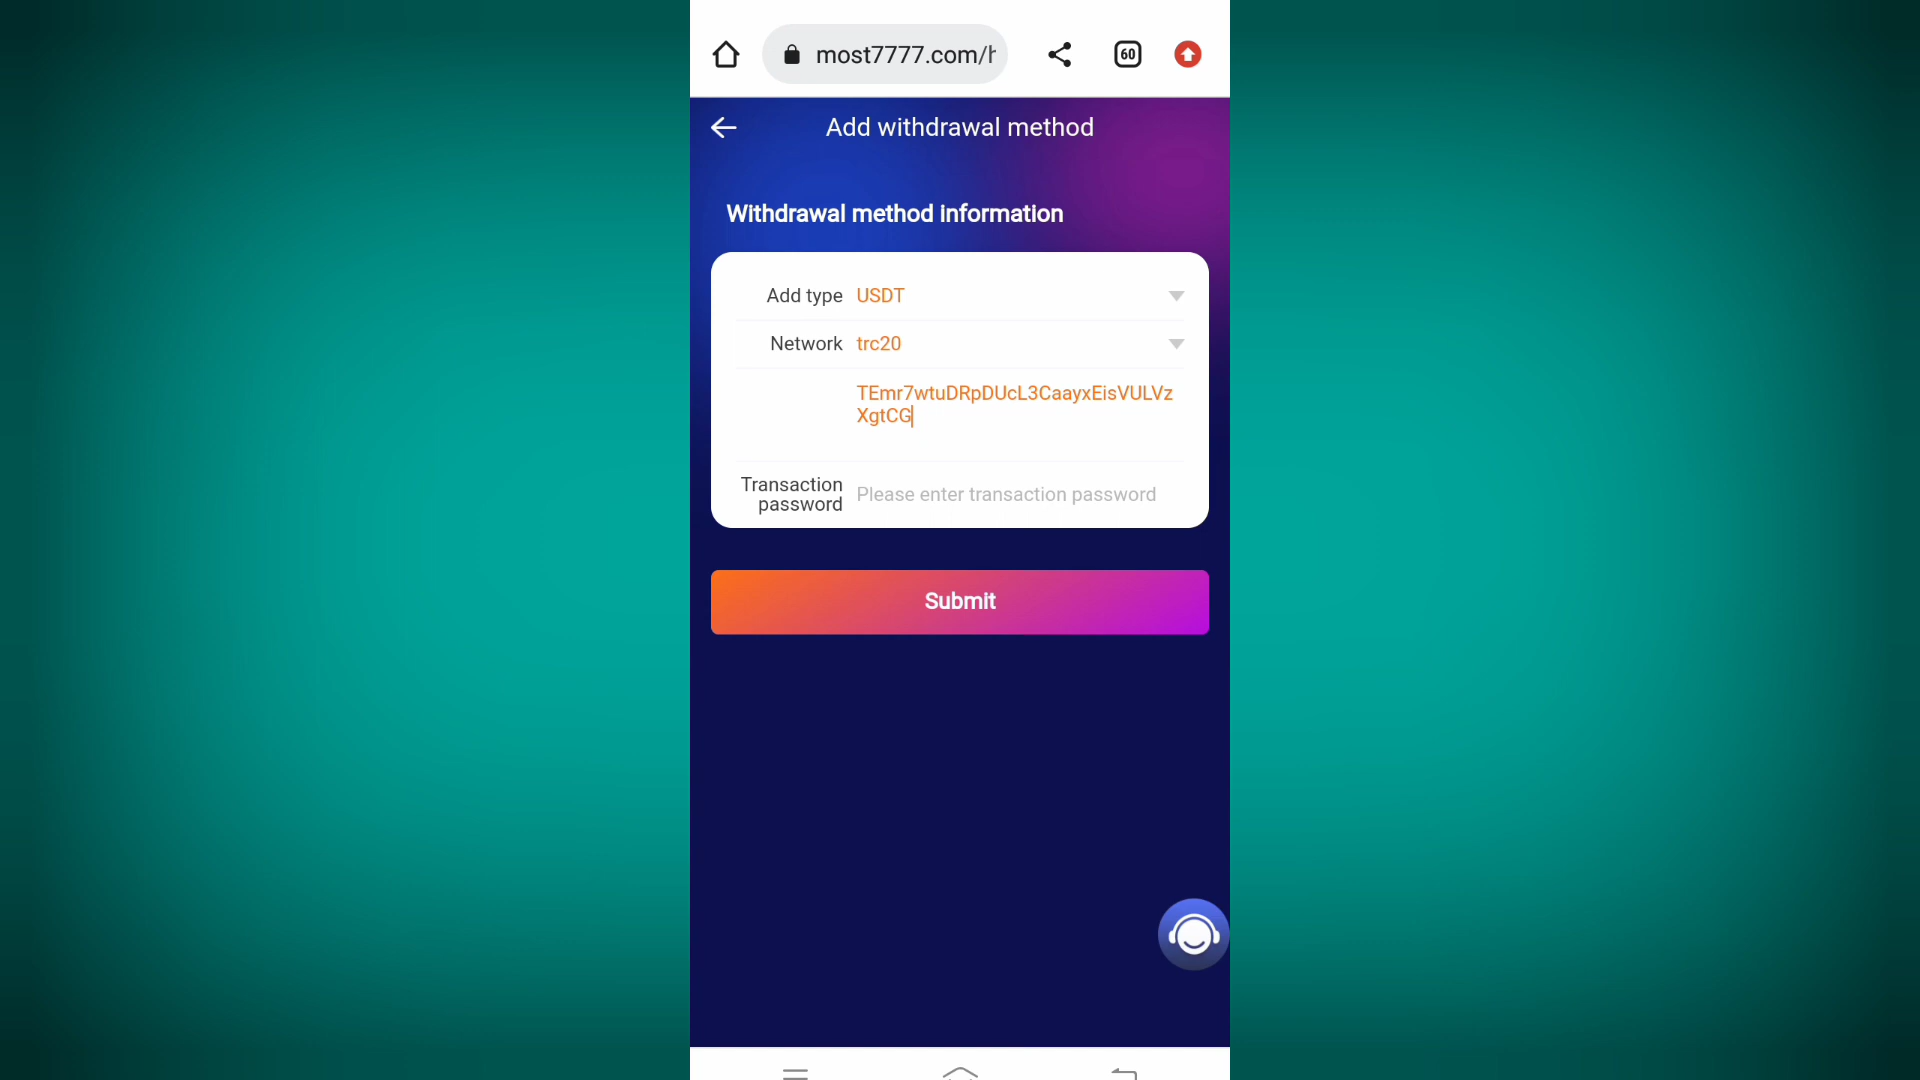 most7777.com/h
60
Add withdrawal method
Withdrawal method information
Add type USDT
Network trc20
TEmr7wtuDRpDUcL3CaayxEisVULVz
XgtCG
Transaction
password
Please enter transaction password
Submit